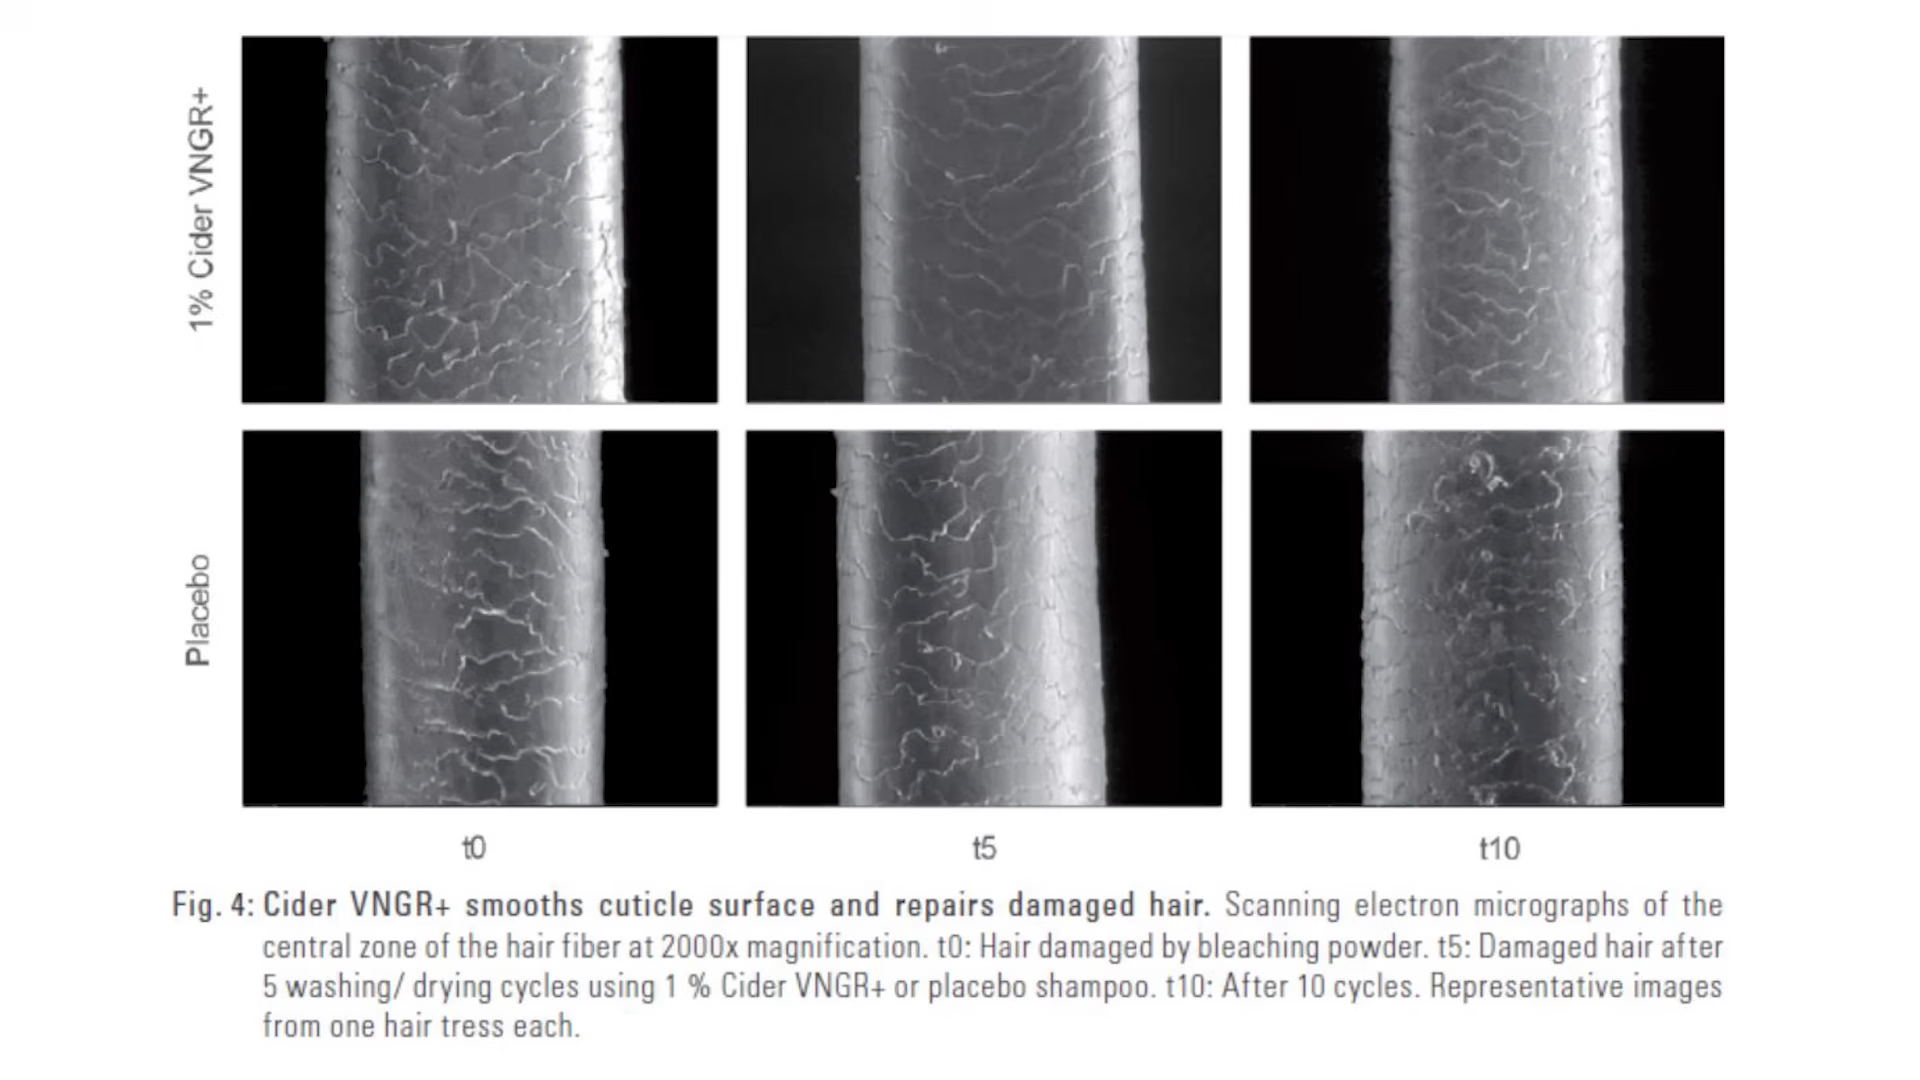 1% Cider VNGR+
Placebo
t0
t5
t10
Fig. 4: Cider VNGR+ smooths cuticle surface and repairs damaged hair. Scanning electron micrographs of the
central zone of the hair fiber at 2000x magnification. t0: Hair damaged by bleaching powder. t5: Damaged hair after
5 washing/ drying cycles using 1 % Cider VNGR+ or placebo shampoo. t10: After 10 cycles. Representative images
from one hair tress each.